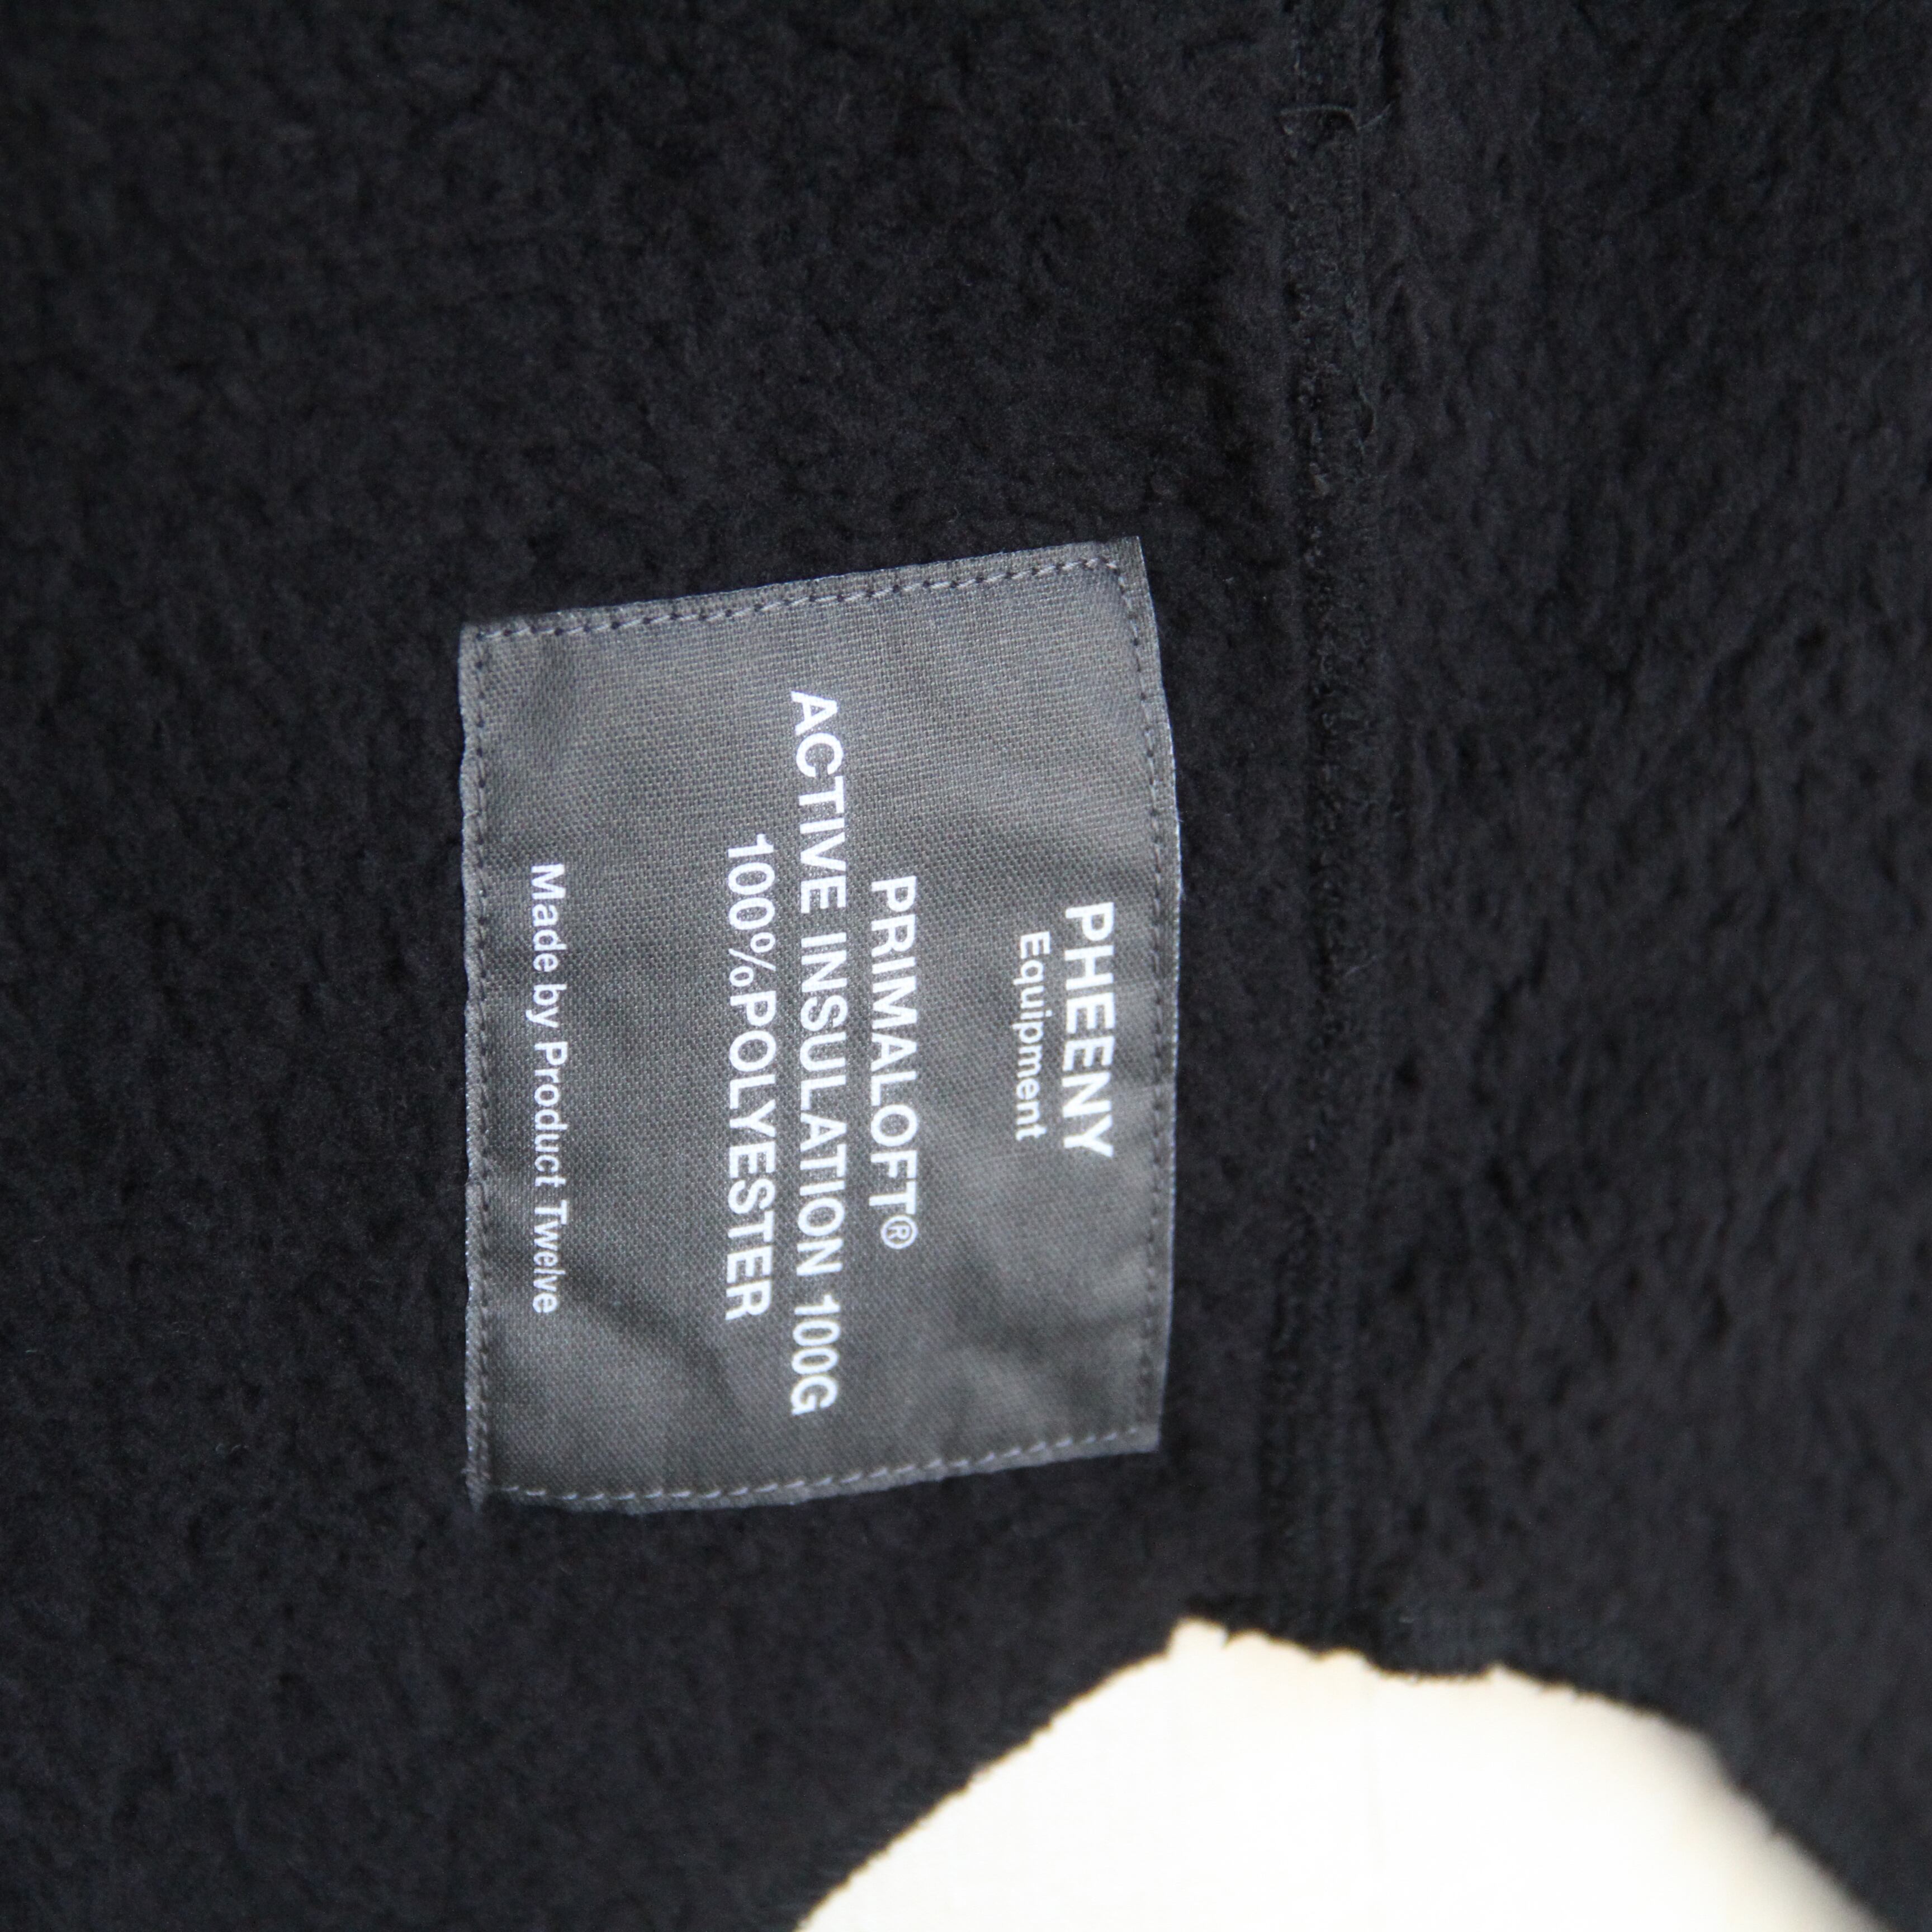 PHEENY
Equipment
PRIMALOFT®
ACTIVE INSULATION 100G
100%POLYESTER
Made by Product Twelve